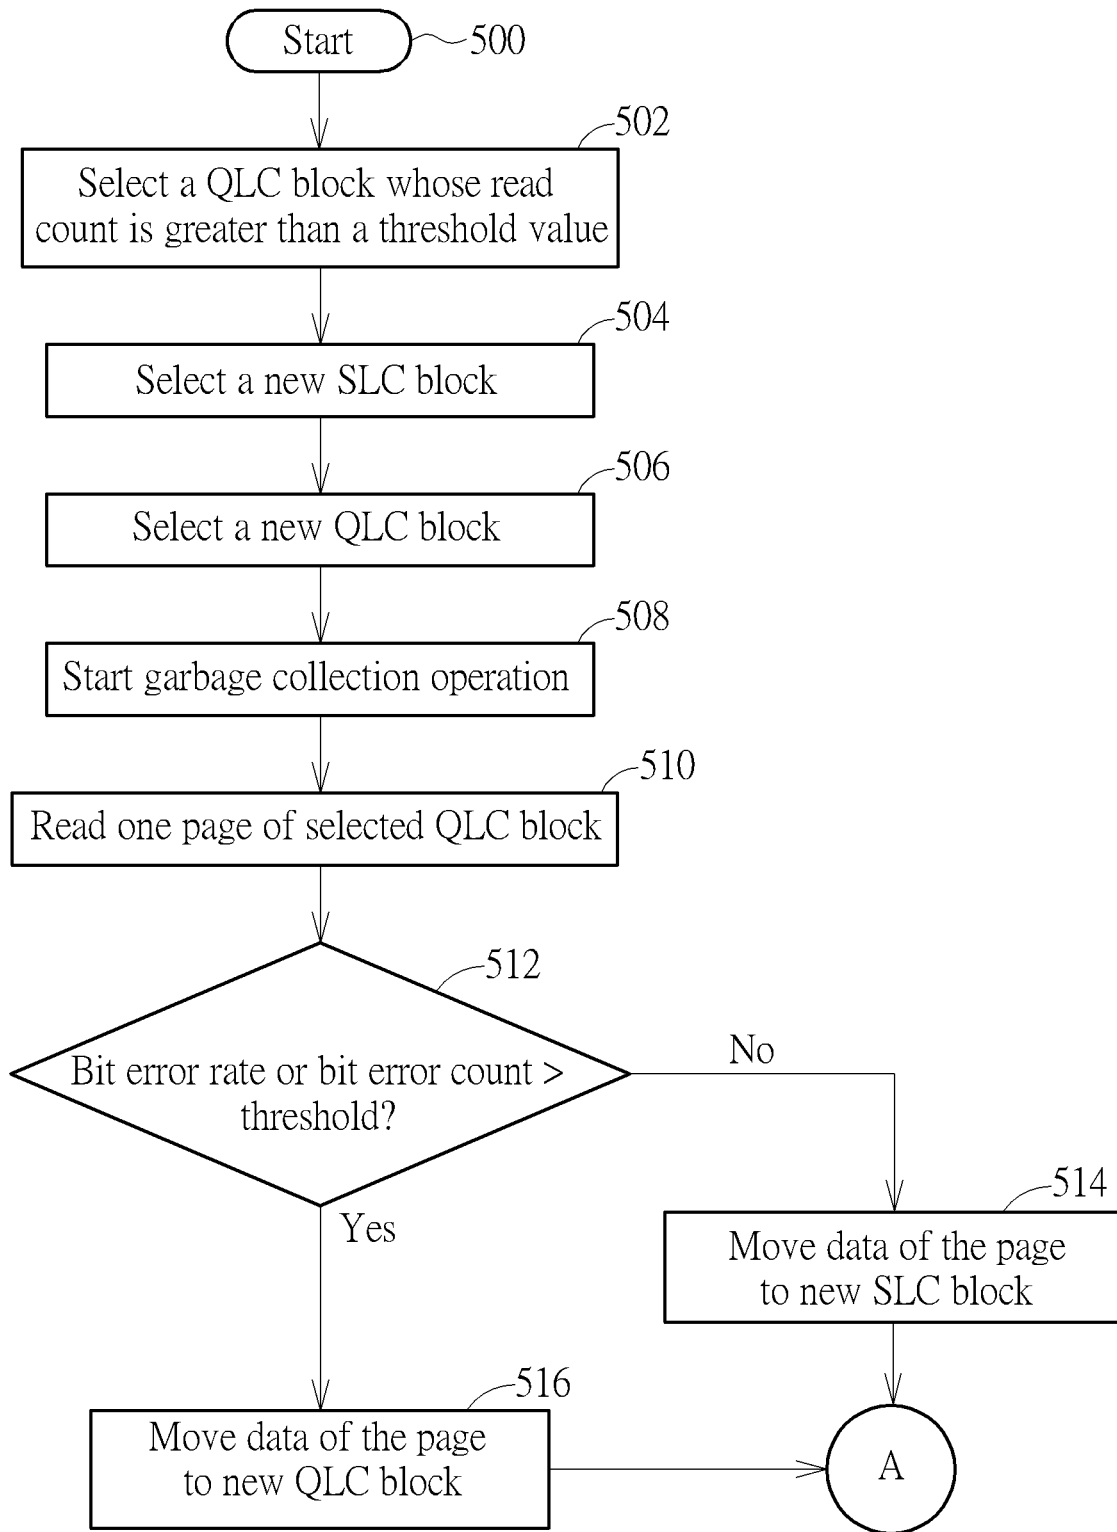 Start
500
502
Select a QLC block whose read
count is greater than a threshold value
504
Select a new SLC block
506
Select a new QLC block
508
Start garbage collection operation
510
Read one page of selected QLC block
512
Bit error rate or bit error count >
threshold?
No
Yes
514
Move data of the page
to new SLC block
516
Move data of the page
to new QLC block
A